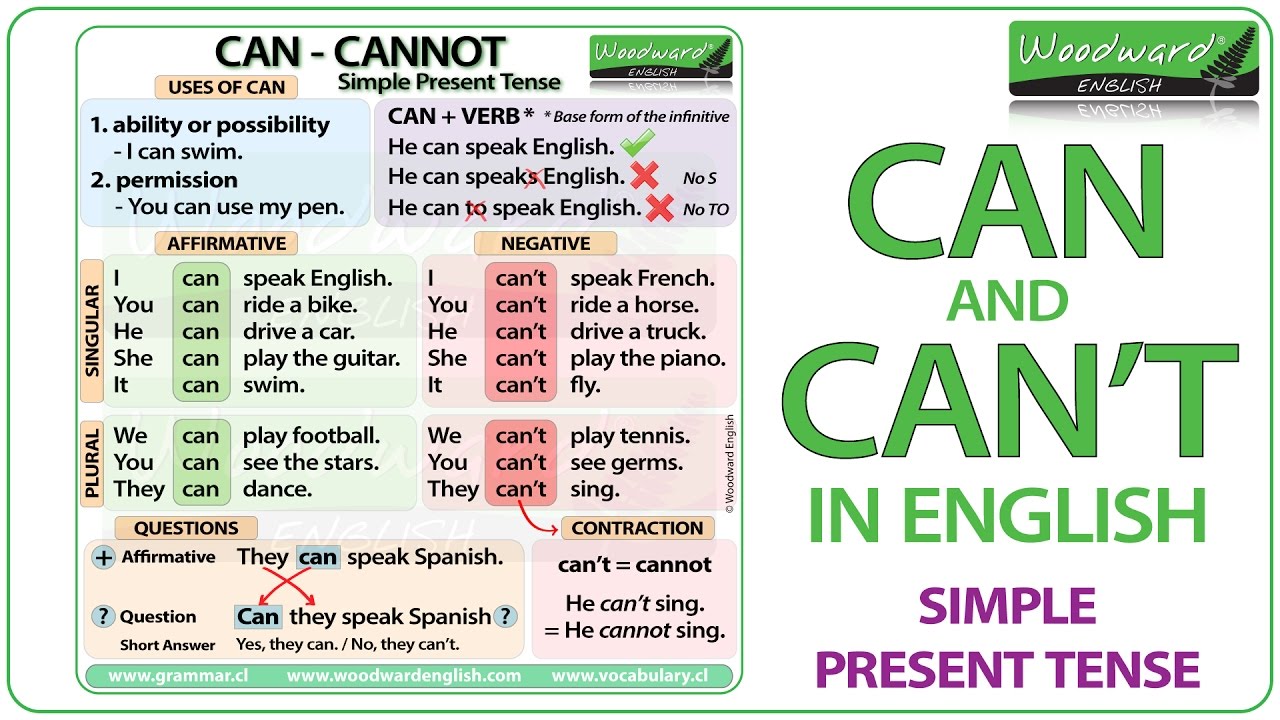 CAN - CANNOT
Simple Present Tense
Woodward®
ENGLISH
USES OF CAN
1. ability or possibility
- I can swim.
2. permission
- You can use my pen.
CAN + VERB * * Base form of the infinitive
He can speak English.
He can speaks English. No S
He can to speak English. No TO
AFFIRMATIVE
SINGULAR
I can speak English.
You can ride a bike.
He can drive a car.
She can play the guitar.
It can swim.
PLURAL
We can play football.
You can see the stars.
They can dance.
NEGATIVE
I can't speak French.
You can't ride a horse.
He can't drive a truck.
She can't play the piano.
It can't fly.
We can't play tennis.
You can't see germs.
They can't sing.
© Woodward English
QUESTIONS
+ Affirmative They can speak Spanish.
? Question Can they speak Spanish ?
Short Answer Yes, they can. / No, they can't.
CONTRACTION
can't = cannot
He can't sing.
= He cannot sing.
www.grammar.cl www.woodwardenglish.com www.vocabulary.cl
Woodward®
ENGLISH
CAN
AND
CAN'T
IN ENGLISH
SIMPLE
PRESENT TENSE